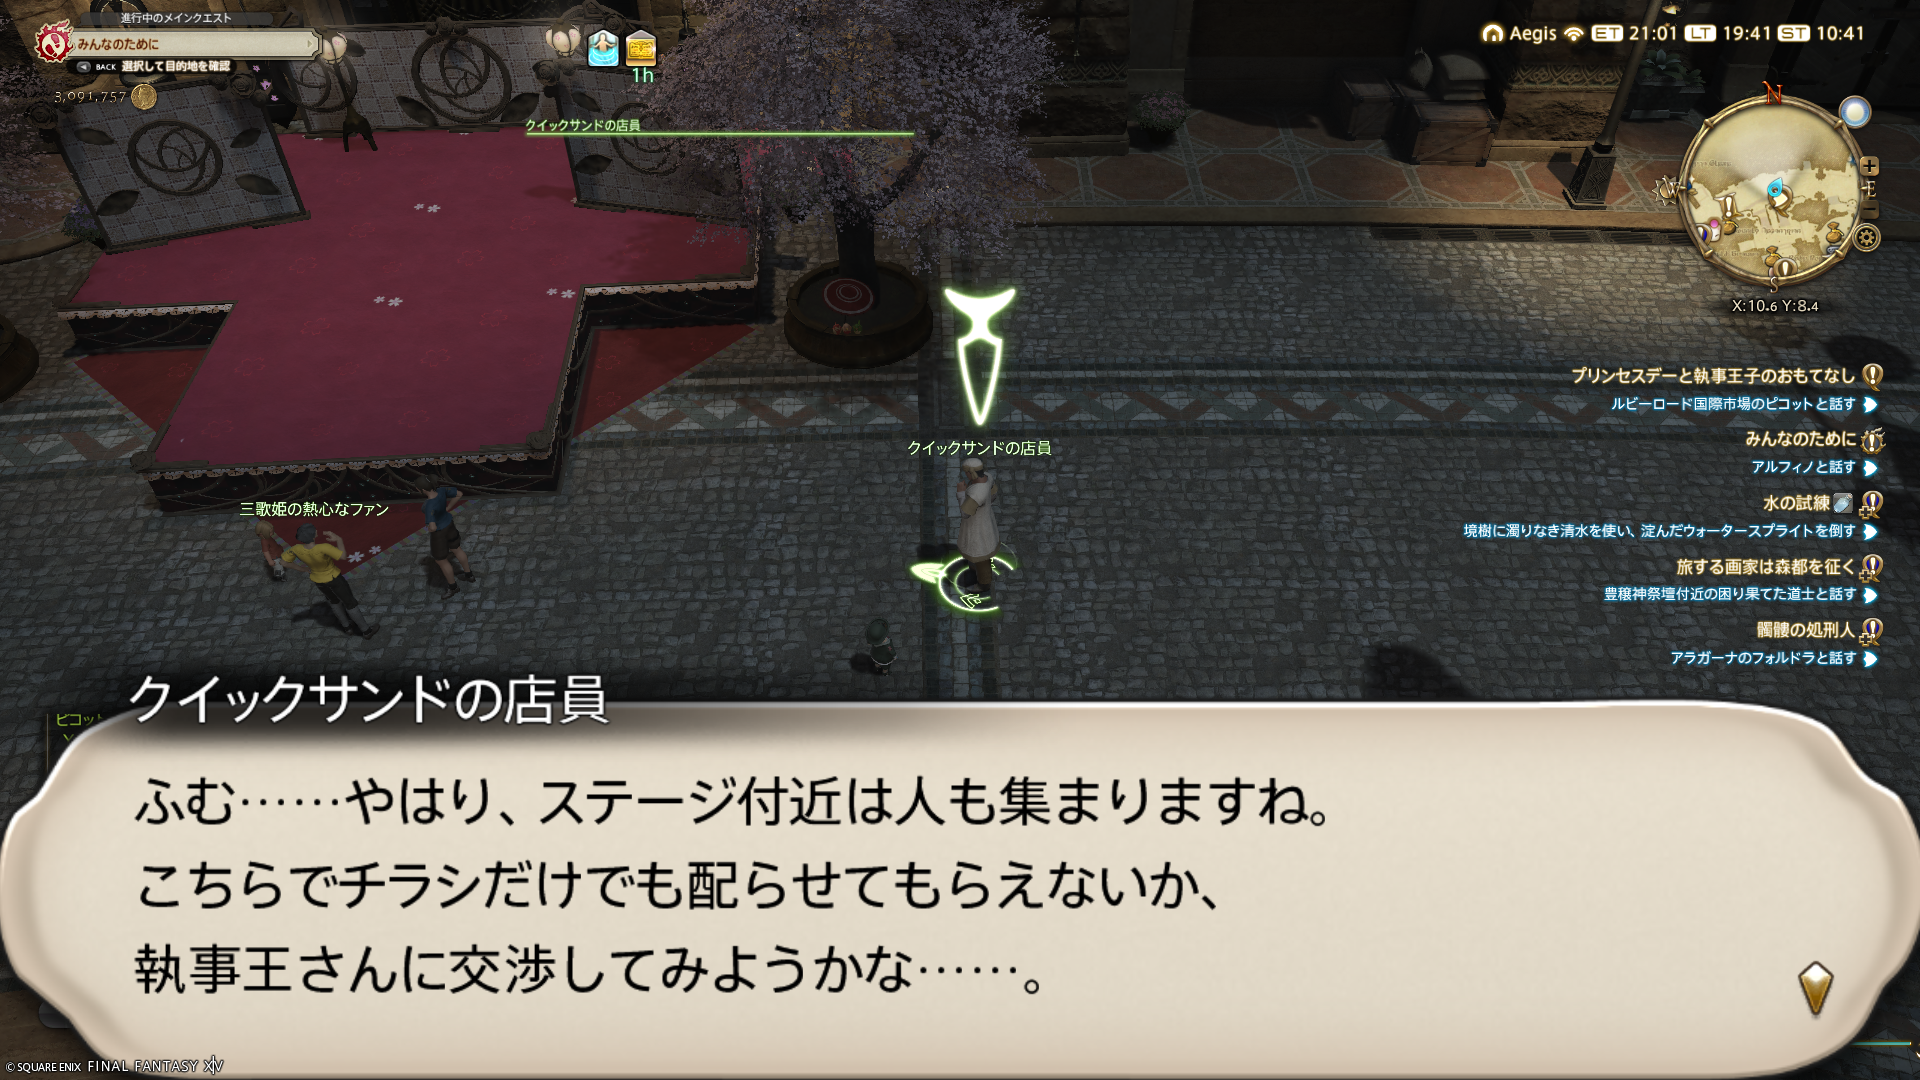 進行中のメインクエスト
みんなのために
BACK 選択して目的地を確認
3,091,757
1h
Aegis ET 21:01 LT 19:41 ST 10:41
クイックサンドの店員
N
W
E
S
X:10.6 Y:8.4
プリンセスデーと執事王子のおもてなし
ルビーロード国際市場のピコットと話す
みんなのために
アルフィノと話す
水の試練
境樹に濁りなき清水を使い、淀んだウォータースプライトを倒す
旅する画家は森都を征く
豊穣神祭壇付近の困り果てた道士と話す
髑髏の処刑人
アラガーナのフォルドラと話す
クイックサンドの店員
三歌姫の熱心なファン
クイックサンドの店員
ピコット
ふむ……やはり、ステージ付近は人も集まりますね。
こちらでチラシだけでも配らせてもらえないか、
執事王さんに交渉してみようかな……。
© SQUARE ENIX FINAL FANTASY XIV